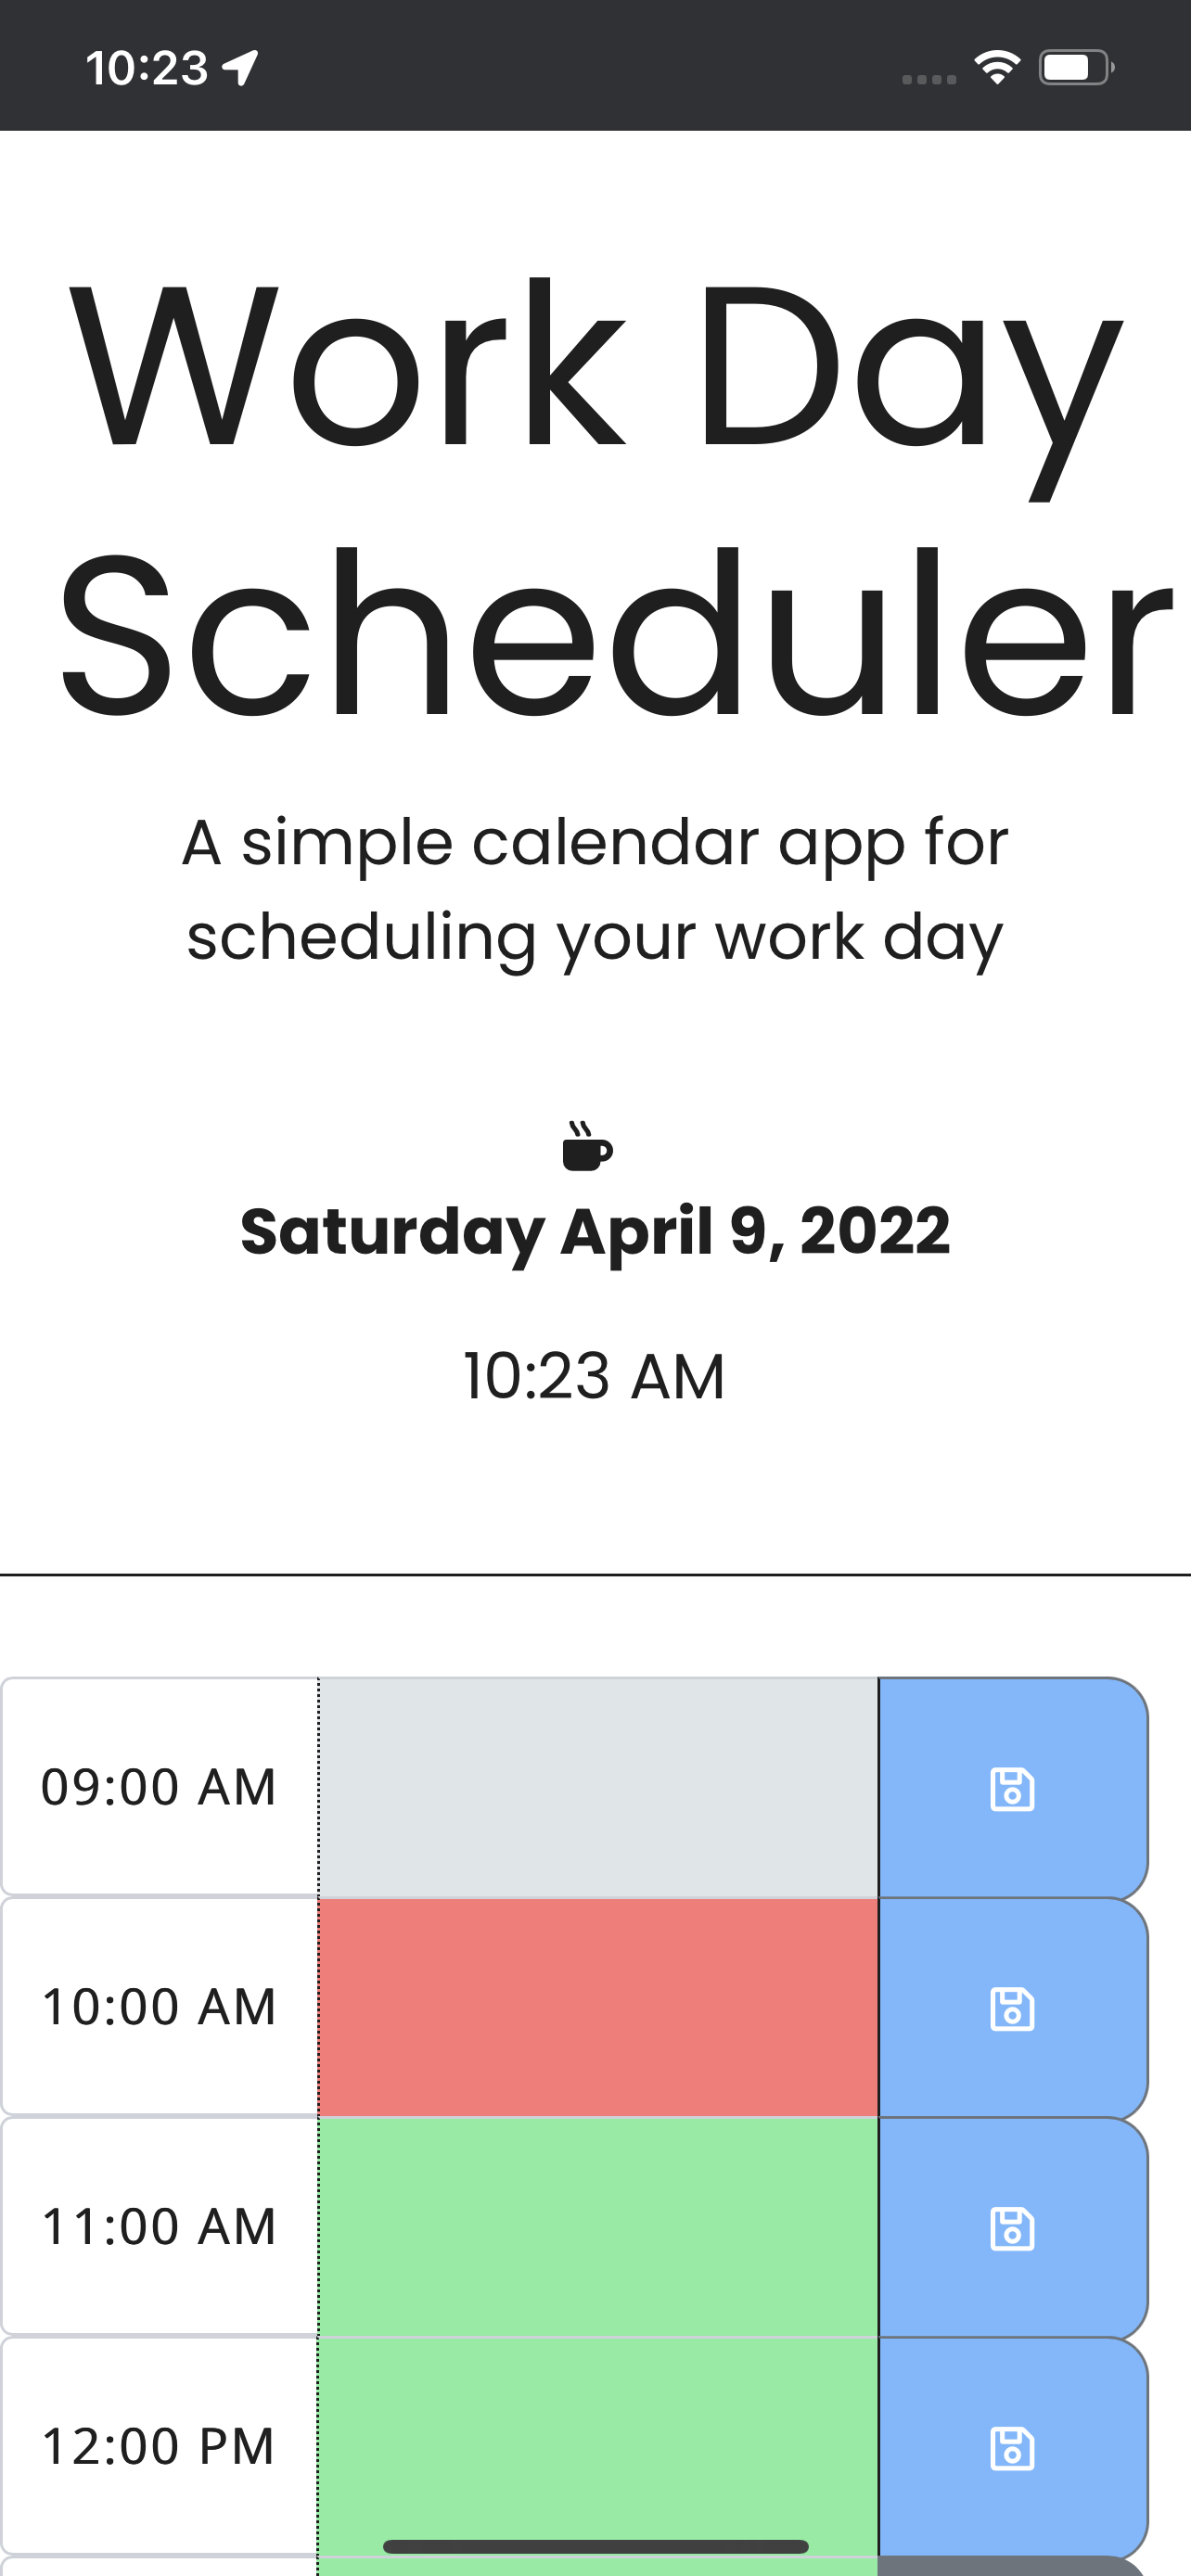 10:23
Work Day
Scheduler
A simple calendar app for
scheduling your work day
Saturday April 9, 2022
10:23 AM
09:00 AM
10:00 AM
11:00 AM
12:00 PM